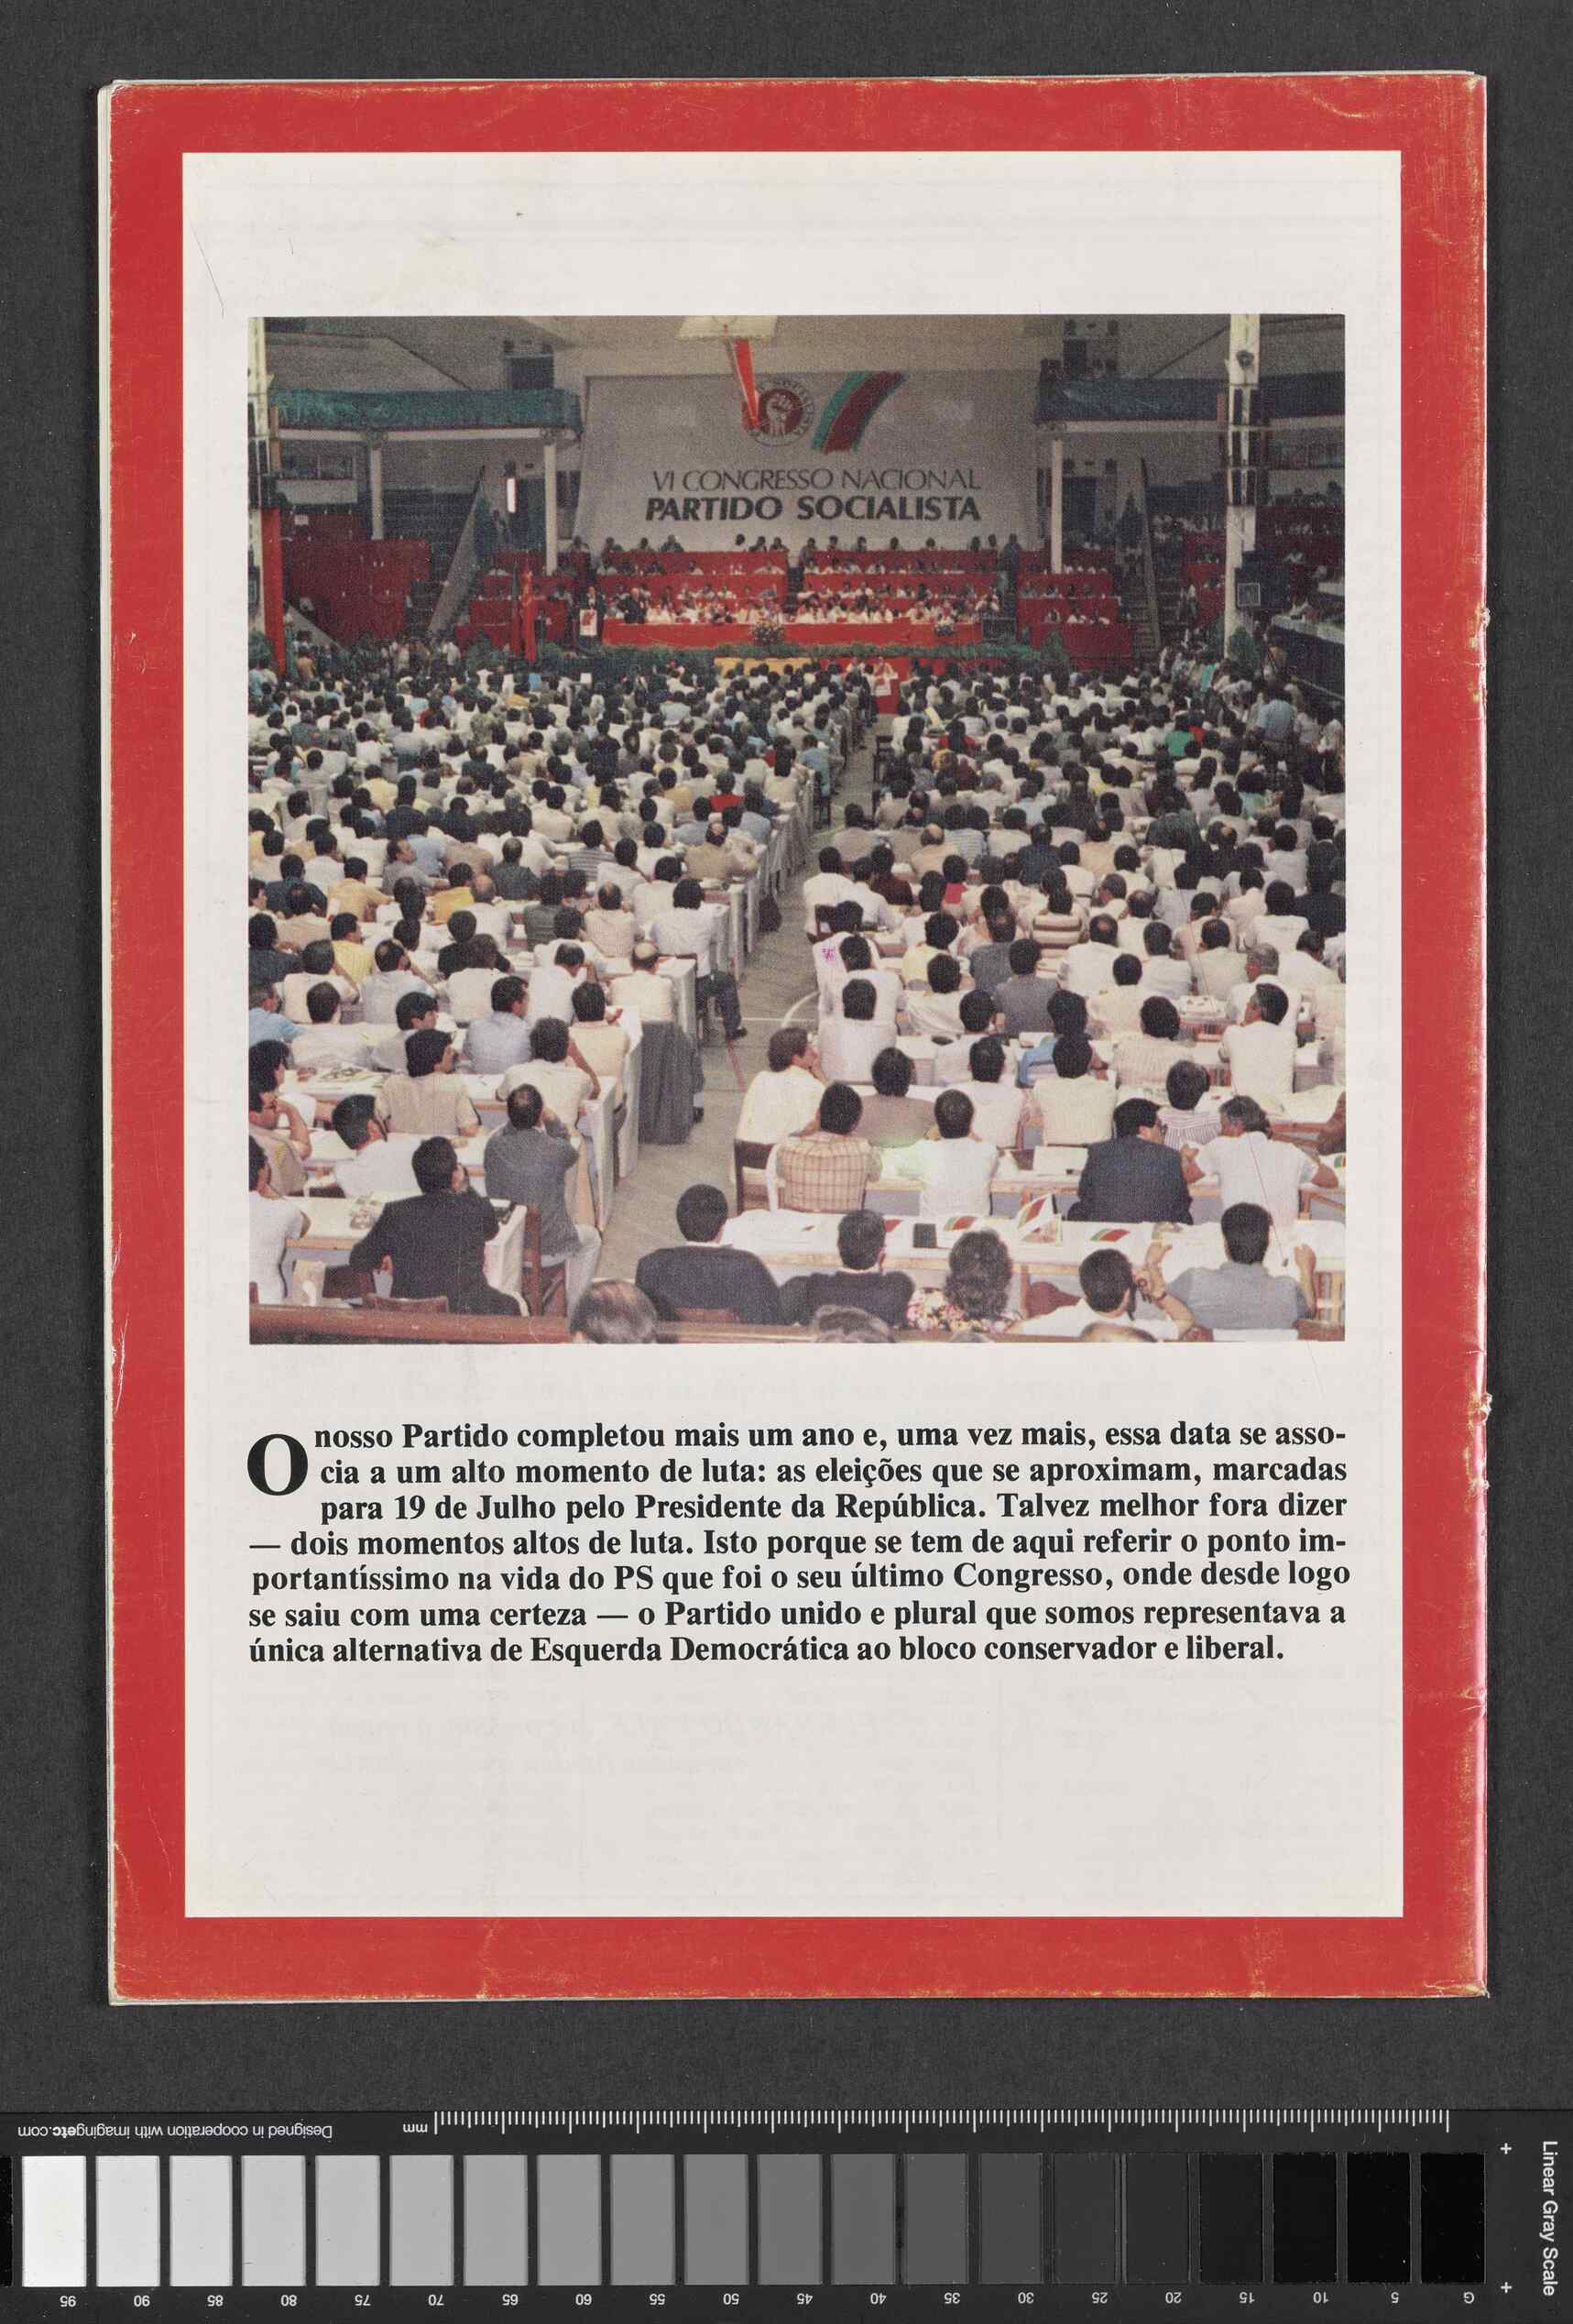 VI CONGRESSO NACIONAL
PARTIDO SOCIALISTA
O nosso Partido completou mais um ano e, uma vez mais, essa data se asso-
cia a um alto momento de luta: as eleições que se aproximam, marcadas
para 19 de Julho pelo Presidente da República. Talvez melhor fora dizer
— dois momentos altos de luta. Isto porque se tem de aqui referir o ponto im-
portantíssimo na vida do PS que foi o seu último Congresso, onde desde logo
se saiu com uma certeza — o Partido unido e plural que somos representava a
única alternativa de Esquerda Democrática ao bloco conservador e liberal.
Designed in cooperation with imagingetc.com
mm
Linear Gray Scale
95 90 85 80 75 70 65 60 55 50 45 40 35 30 25 20 15 10 5 G